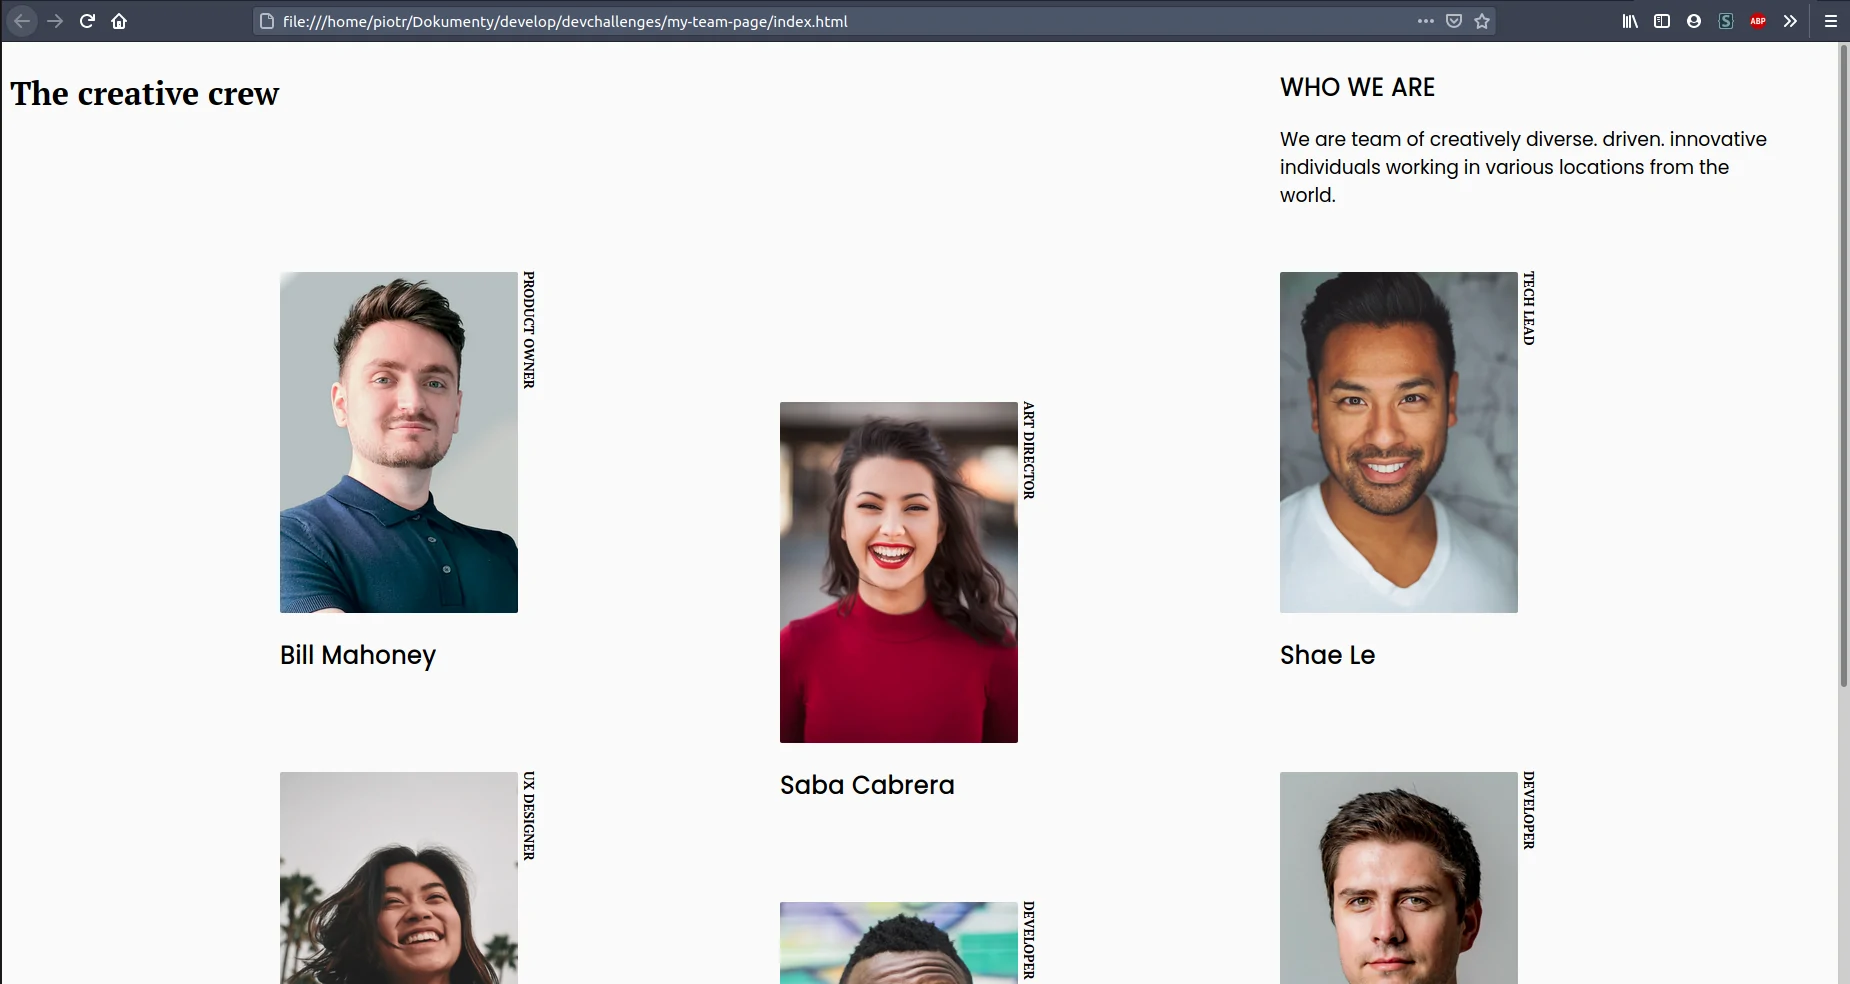 file:///home/piotr/Dokumenty/develop/devchallenges/my-team-page/index.html
S
ABP
The creative crew
WHO WE ARE
We are team of creatively diverse. driven. innovative
individuals working in various locations from the
world.
PRODUCT OWNER
Bill Mahoney
ART DIRECTOR
Saba Cabrera
TECH LEAD
Shae Le
UX DESIGNER
DEVELOPER
DEVELOPER